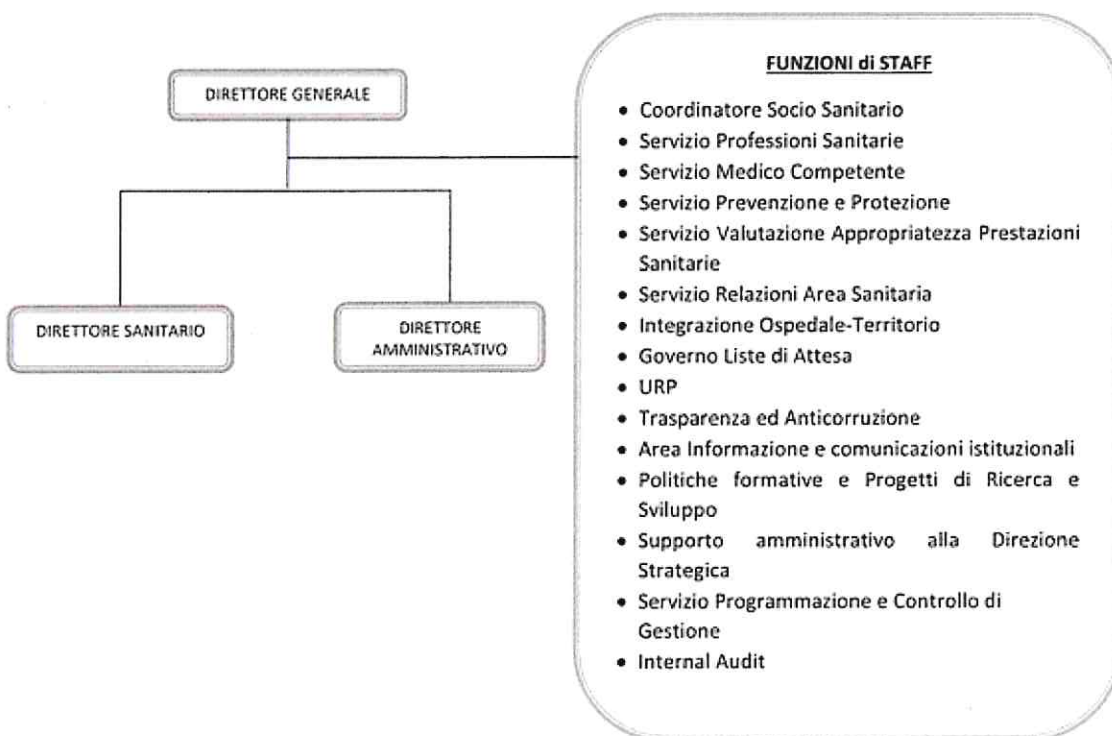 DIRETTORE GENERALE
DIRETTORE SANITARIO
DIRETTORE
AMMINISTRATIVO
FUNZIONI di STAFF
• Coordinatore Socio Sanitario
• Servizio Professioni Sanitarie
• Servizio Medico Competente
• Servizio Prevenzione e Protezione
• Servizio Valutazione Appropriatezza Prestazioni
Sanitarie
• Servizio Relazioni Area Sanitaria
• Integrazione Ospedale-Territorio
• Governo Liste di Attesa
• URP
• Trasparenza ed Anticorruzione
• Area Informazione e comunicazioni istituzionali
• Politiche formative e Progetti di Ricerca e
Sviluppo
• Supporto amministrativo alla Direzione
Strategica
• Servizio Programmazione e Controllo di
Gestione
• Internal Audit